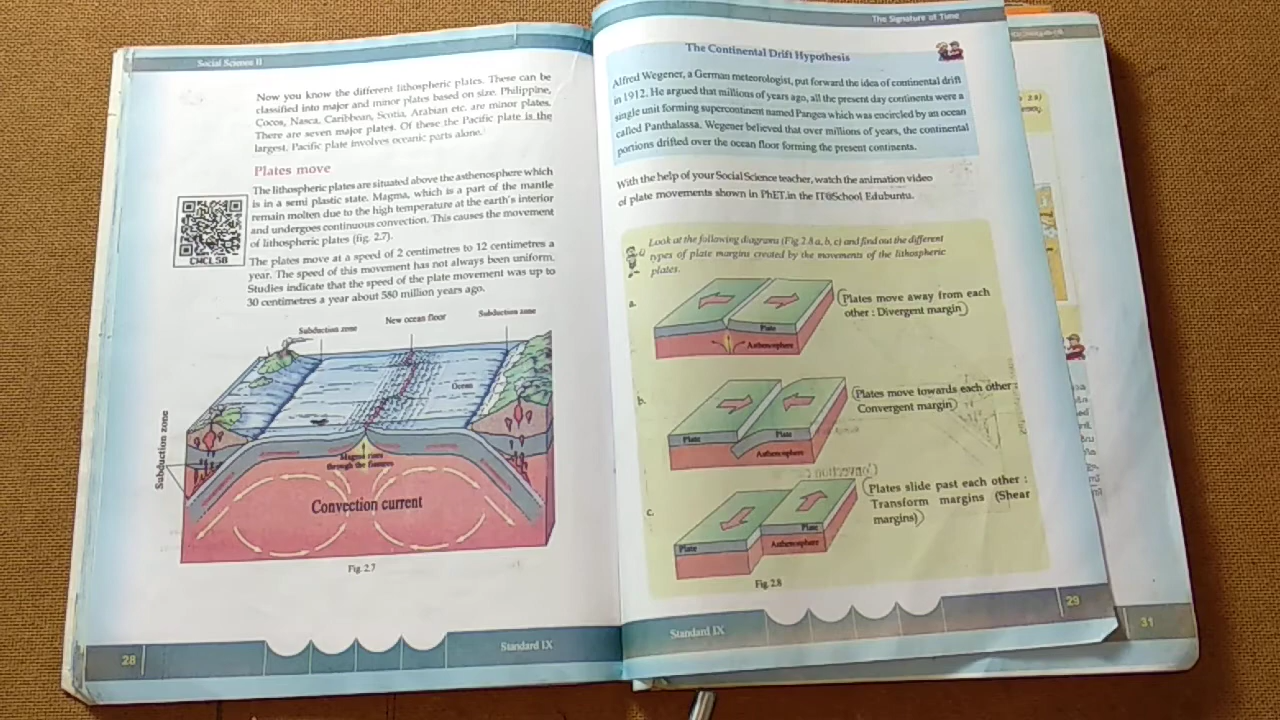 Social Science II
Now you know the different lithospheric plates. These can be
classified into major and minor plates based on size. Philippine,
Cocos, Nasca, Caribbean, Scotia, Arabian etc. are minor plates.
There are seven major plates. Of these the Pacific plate is the
largest. Pacific plate involves oceanic parts alone.
Plates move
The lithospheric plates are situated above the asthenosphere which
is in a semi plastic state. Magma, which is a part of the mantle
remain molten due to the high temperature at the earth's interior
and undergoes continuous convection. This causes the movement
of lithospheric plates (fig. 2.7).
CMCL5B
The plates move at a speed of 2 centimetres to 12 centimetres a
year. The speed of this movement has not always been uniform.
Studies indicate that the speed of the plate movement was up to
30 centimetres a year about 580 million years ago.
Subduction zone
New ocean floor
Subduction zone
Ocean
Subduction zone
Magma rises
through the fissures
Convection current
Fig. 2.7
28
Standard IX
The Signature of Time
The Continental Drift Hypothesis
Alfred Wegener, a German meteorologist, put forward the idea of continental drift
in 1912. He argued that millions of years ago, all the present day continents were a
single unit forming supercontinent named Pangea which was encircled by an ocean
called Panthalassa. Wegener believed that over millions of years, the continental
portions drifted over the ocean floor forming the present continents.
With the help of your Social Science teacher, watch the animation video
of plate movements shown in PhET,in the IT@School Edubuntu.
Look at the following diagrams (Fig 2.8 a, b, c) and find out the different
types of plate margins created by the movements of the lithospheric
plates.
a.
Plate
Asthenosphere
Plates move away from each
other : Divergent margin
b.
Plate
Plate
Asthenosphere
Plates move towards each other :
Convergent margin
c.
Plate
Plate
Asthenosphere
Plates slide past each other :
Transform margins (Shear
margins)
Fig. 2.8
Standard IX
29
31